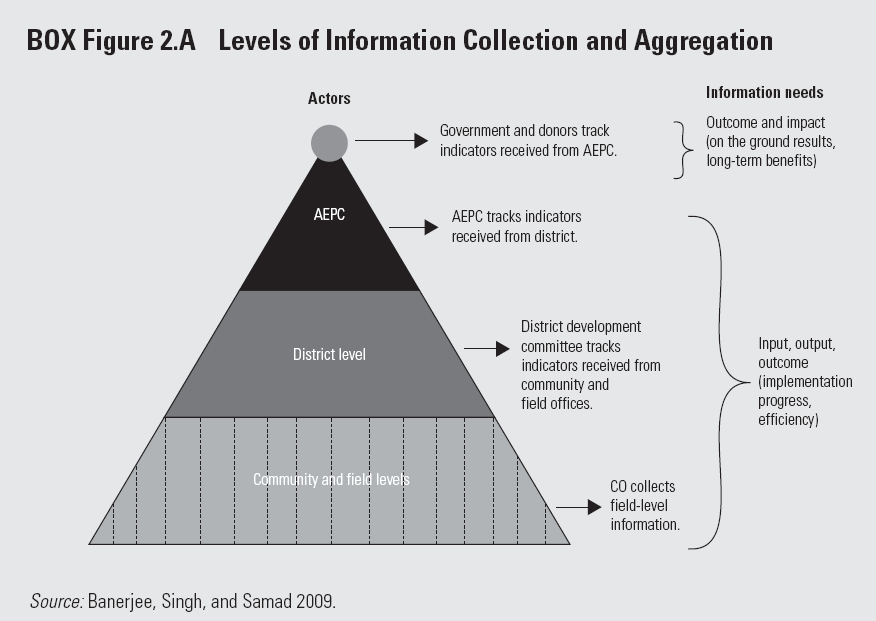 BOX Figure 2.A Levels of Information Collection and Aggregation
Actors
Information needs
Government and donors track
indicators received from AEPC.
Outcome and impact
(on the ground results,
long-term benefits)
AEPC
AEPC tracks indicators
received from district.
District level
District development
committee tracks
indicators received from
community and
field offices.
Input, output,
outcome
(implementation
progress,
efficiency)
Community and field levels
CO collects
field-level
information.
Source: Banerjee, Singh, and Samad 2009.